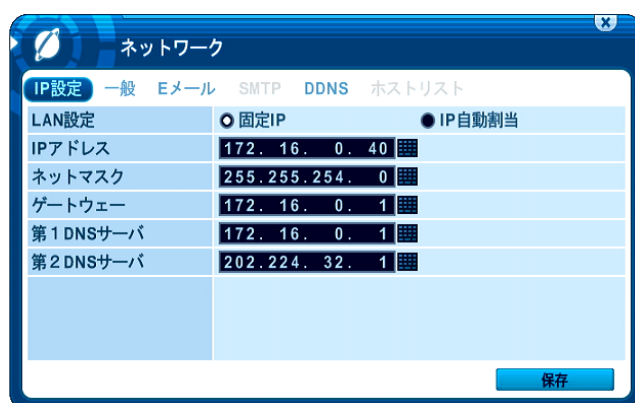 ネットワーク
IP設定 一般 Eメール SMTP DDNS ホストリスト
LAN設定 固定IP IP自動割当
IPアドレス 172. 16. 0. 40
ネットマスク 255.255.254. 0
ゲートウェー 172. 16. 0. 1
第1DNSサーバ 172. 16. 0. 1
第2DNSサーバ 202.224. 32. 1
保存